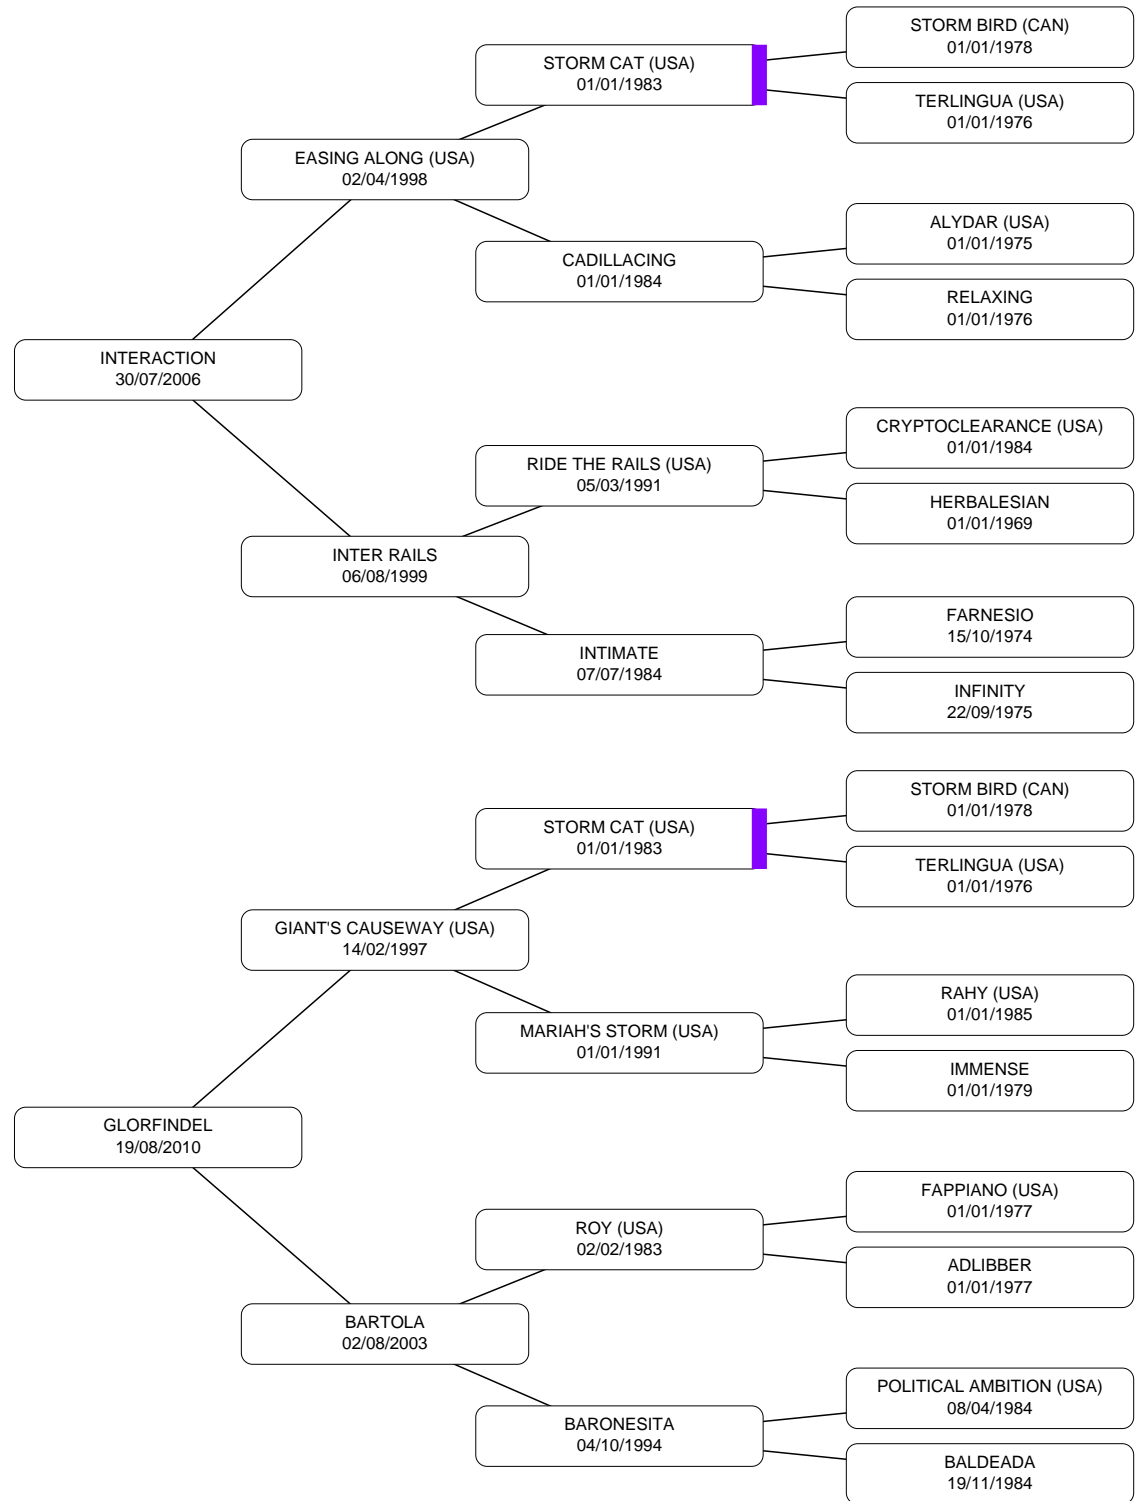 STORM BIRD (CAN)
01/01/1978
STORM CAT (USA)
01/01/1983
TERLINGUA (USA)
01/01/1976
EASING ALONG (USA)
02/04/1998
ALYDAR (USA)
01/01/1975
CADILLACING
01/01/1984
RELAXING
01/01/1976
INTERACTION
30/07/2006
CRYPTOCLEARANCE (USA)
01/01/1984
RIDE THE RAILS (USA)
05/03/1991
HERBALESIAN
01/01/1969
INTER RAILS
06/08/1999
FARNESIO
15/10/1974
INTIMATE
07/07/1984
INFINITY
22/09/1975
STORM BIRD (CAN)
01/01/1978
STORM CAT (USA)
01/01/1983
TERLINGUA (USA)
01/01/1976
GIANT'S CAUSEWAY (USA)
14/02/1997
RAHY (USA)
01/01/1985
MARIAH'S STORM (USA)
01/01/1991
IMMENSE
01/01/1979
GLORFINDEL
19/08/2010
FAPPIANO (USA)
01/01/1977
ROY (USA)
02/02/1983
ADLIBBER
01/01/1977
BARTOLA
02/08/2003
POLITICAL AMBITION (USA)
08/04/1984
BARONESITA
04/10/1994
BALDEADA
19/11/1984